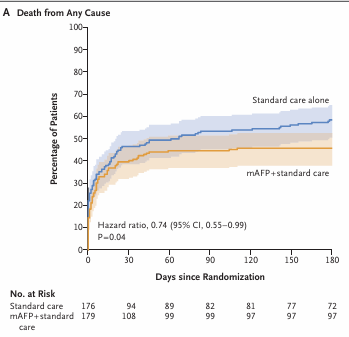 A Death from Any Cause
100
90
80
70
60
50
40
30
20
10
0
Percentage of Patients
Standard care alone
mAFP+standard care
Hazard ratio, 0.74 (95% CI, 0.55–0.99)
P=0.04
0 30 60 90 120 150 180
Days since Randomization
No. at Risk
Standard care 176 94 89 82 81 77 72
mAFP+standard 179 108 99 99 97 97 97
care